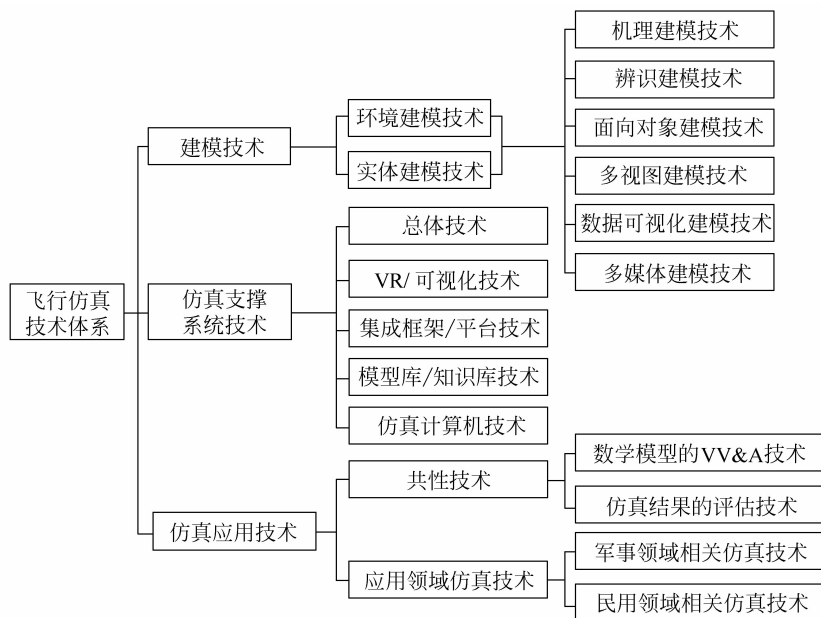 飞行仿真
技术体系
建模技术
环境建模技术
实体建模技术
机理建模技术
辨识建模技术
面向对象建模技术
多视图建模技术
数据可视化建模技术
多媒体建模技术
仿真支撑
系统技术
总体技术
VR/可视化技术
集成框架/平台技术
模型库/知识库技术
仿真计算机技术
仿真应用技术
共性技术
数学模型的VV&A技术
仿真结果的评估技术
应用领域仿真技术
军事领域相关仿真技术
民用领域相关仿真技术